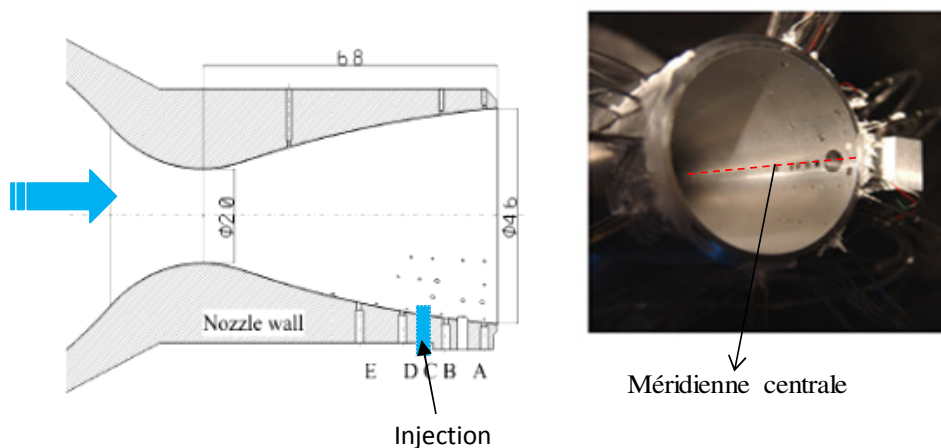 68
Φ20
Φ46
Nozzle wall
E D C B A
Injection
Méridienne centrale